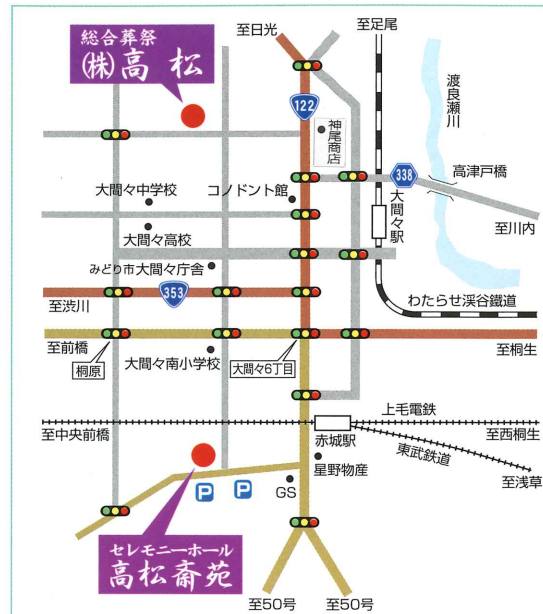 至日光
至足尾
総合葬祭
㈱高松
渡良瀬川
122
神尾商店
338
高津戸橋
大間々中学校
コノドント館
大間々駅
至川内
大間々高校
みどり市大間々庁舎
353
至渋川
わたらせ渓谷鐵道
至前橋
至桐生
桐原
大間々南小学校
大間々6丁目
上毛電鉄
至中央前橋
赤城駅
至西桐生
東武鉄道
星野物産
至浅草
P
P
GS
セレモニーホール
高松斎苑
至50号
至50号